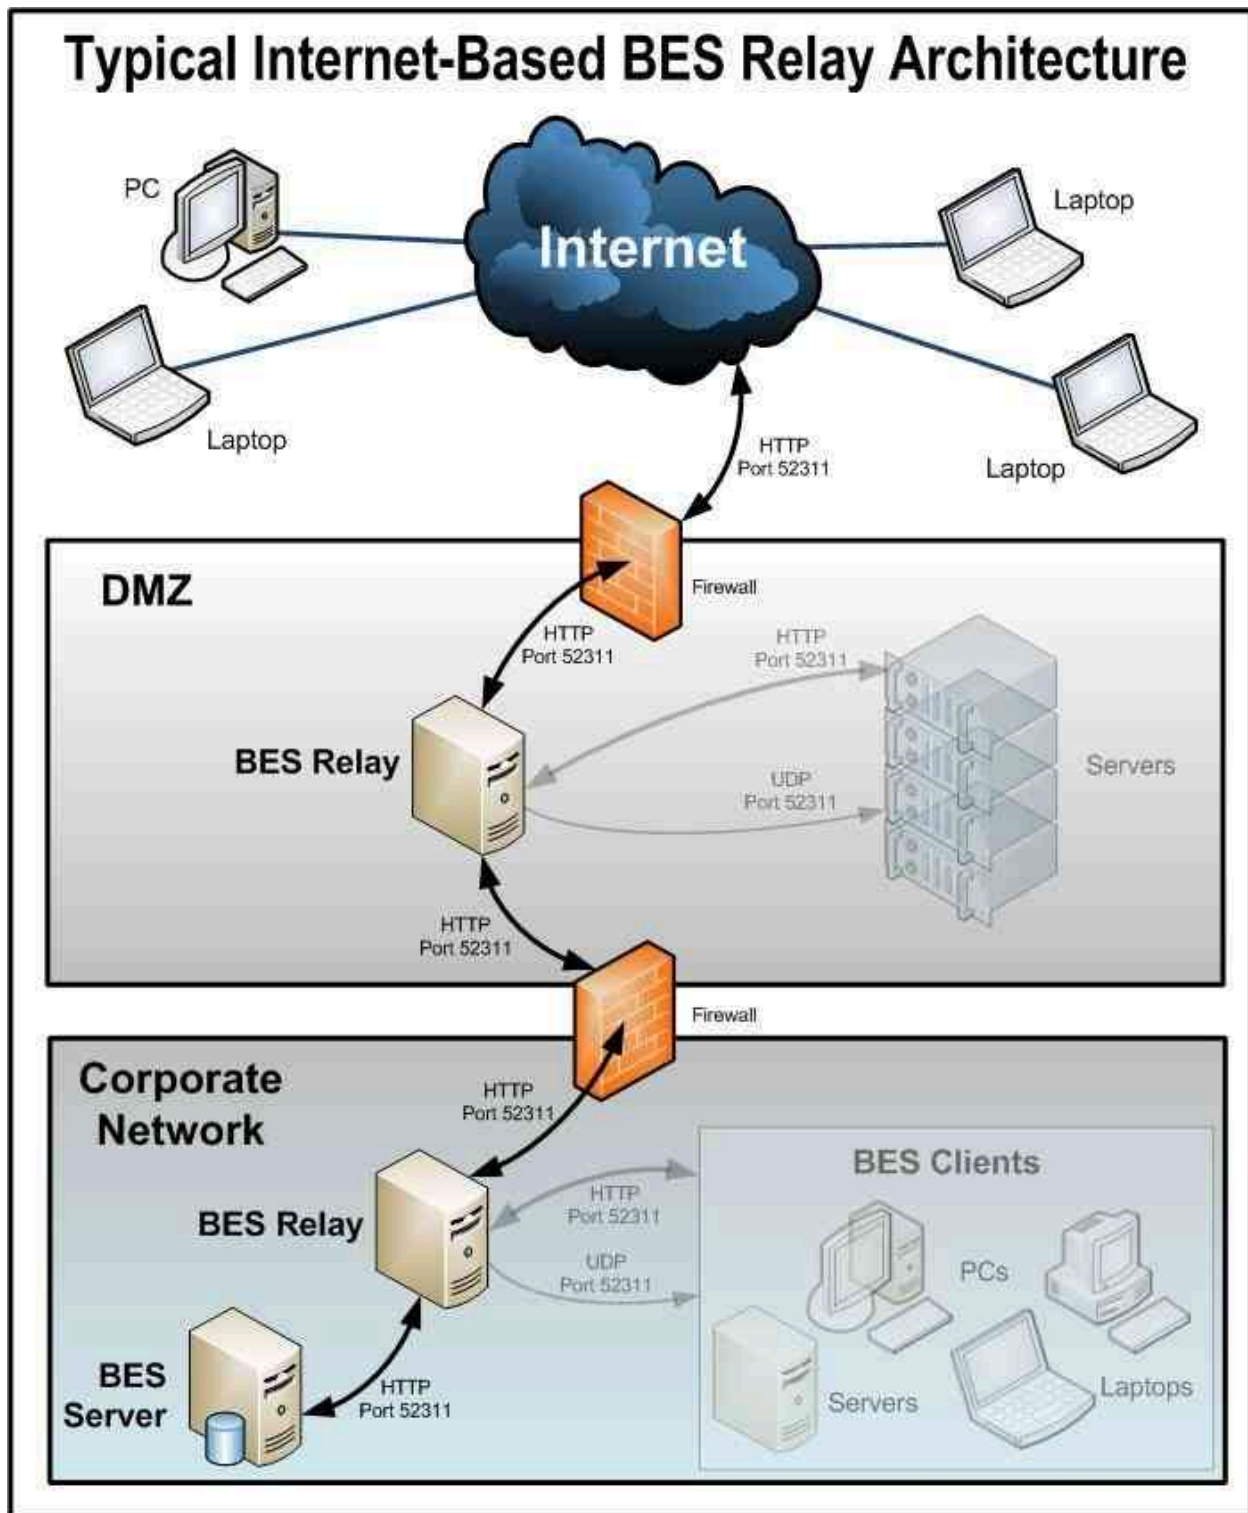 Typical Internet-Based BES Relay Architecture
PC
Internet
Laptop
Laptop
Laptop
HTTP
Port 52311
DMZ
Firewall
HTTP
Port 52311
HTTP
Port 52311
BES Relay
Servers
UDP
Port 52311
HTTP
Port 52311
Firewall
Corporate
Network
HTTP
Port 52311
BES Clients
BES Relay
HTTP
Port 52311
UDP
Port 52311
PCs
BES
Server
HTTP
Port 52311
Servers
Laptops